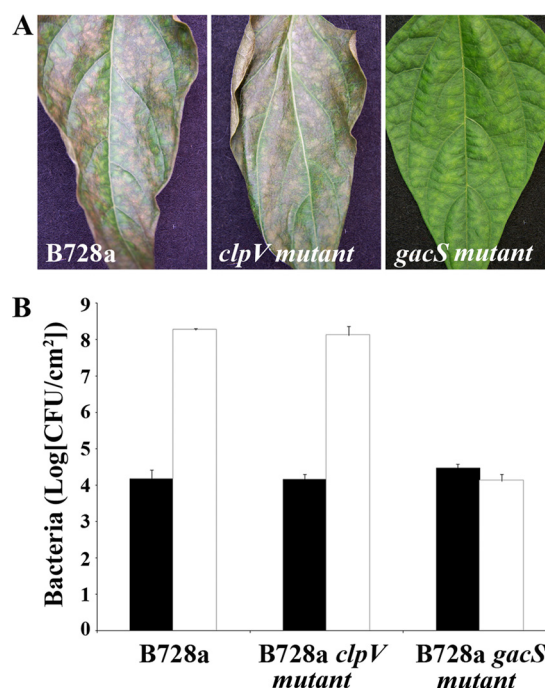 A
B728a
clpV mutant
gacS mutant
B
Bacteria (Log[CFU/cm²])
9
8
7
6
5
4
3
2
1
0
B728a
B728a clpV
mutant
B728a gacS
mutant